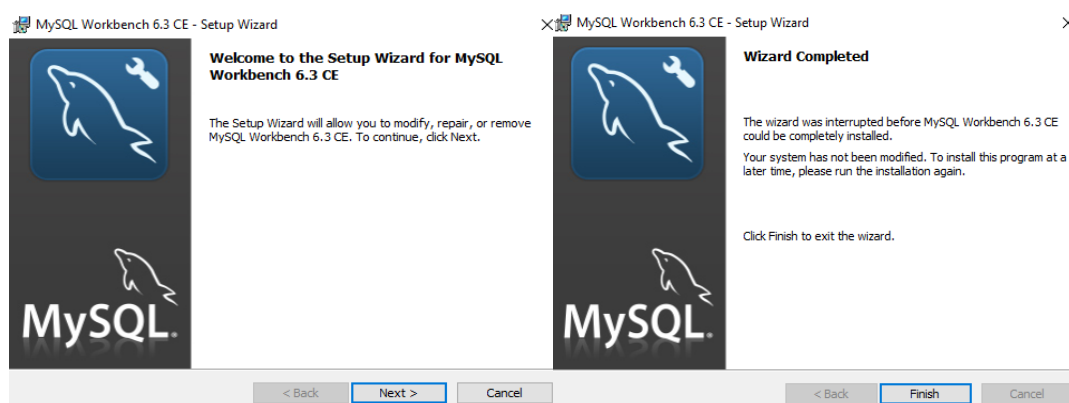 MySQL Workbench 6.3 CE - Setup Wizard
Welcome to the Setup Wizard for MySQL
Workbench 6.3 CE
The Setup Wizard will allow you to modify, repair, or remove
MySQL Workbench 6.3 CE. To continue, click Next.
MySQL.
< Back
Next >
Cancel
MySQL Workbench 6.3 CE - Setup Wizard
Wizard Completed
The wizard was interrupted before MySQL Workbench 6.3 CE
could be completely installed.
Your system has not been modified. To install this program at a
later time, please run the installation again.
Click Finish to exit the wizard.
MySQL.
< Back
Finish
Cancel